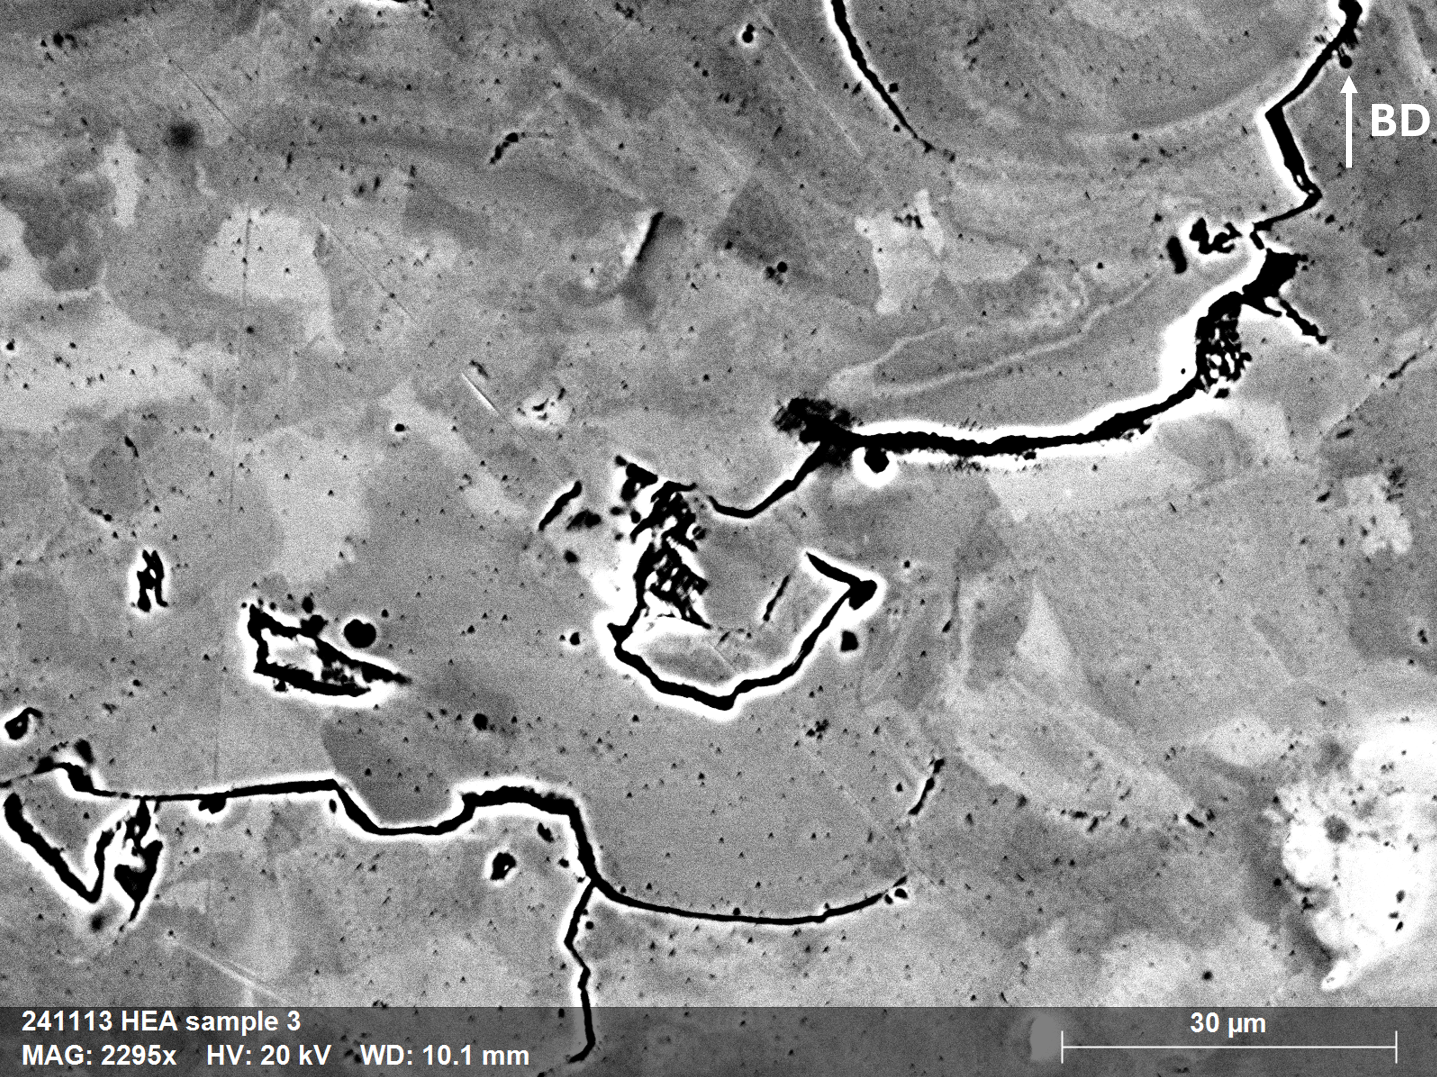 BD
241113 HEA sample 3
MAG: 2295x HV: 20 kV WD: 10.1 mm
30 µm